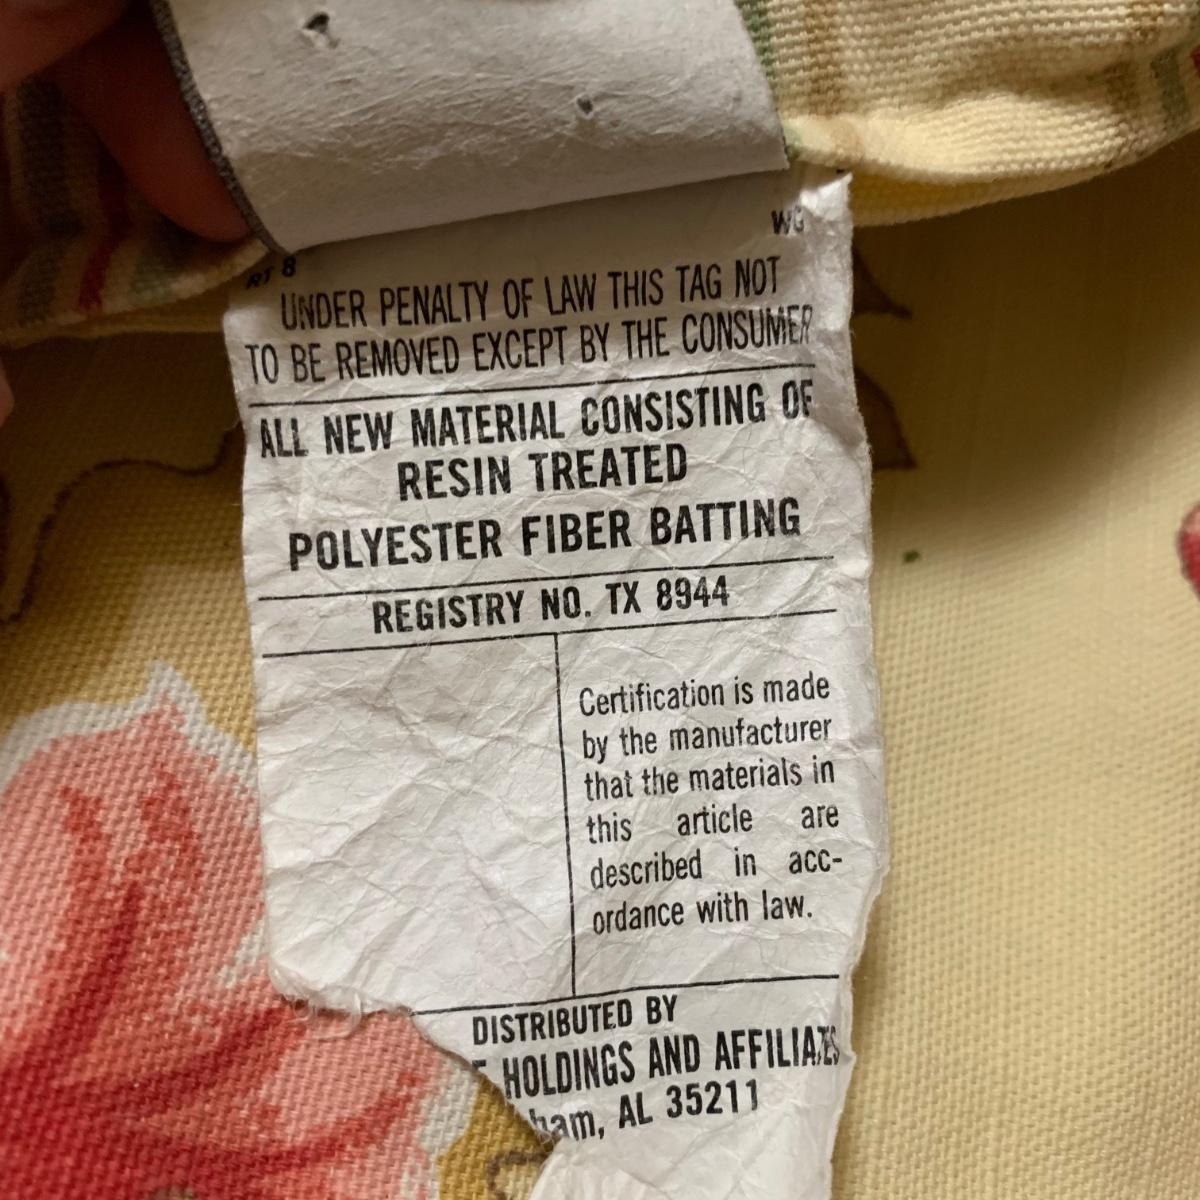 WG
RT 8
UNDER PENALTY OF LAW THIS TAG NOT
TO BE REMOVED EXCEPT BY THE CONSUMER
ALL NEW MATERIAL CONSISTING OF
RESIN TREATED
POLYESTER FIBER BATTING
REGISTRY NO. TX 8944
Certification is made
by the manufacturer
that the materials in
this article are
described in acc-
ordance with law.
DISTRIBUTED BY
HOLDINGS AND AFFILIATES
ham, AL 35211